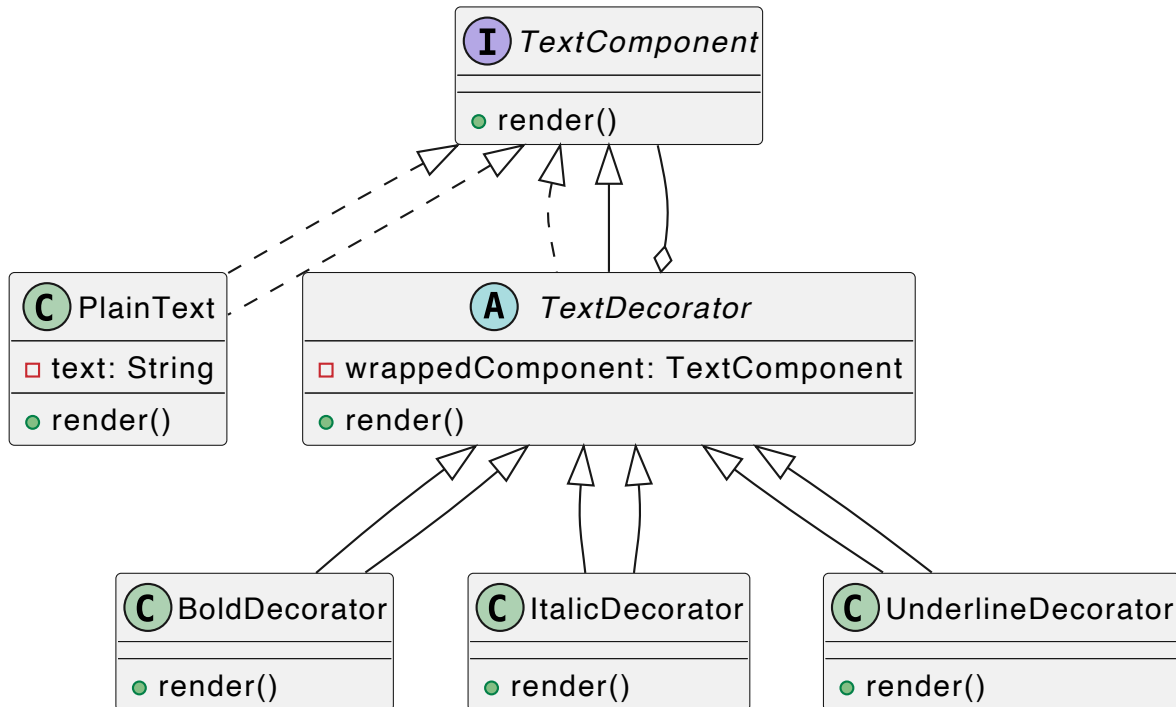 I TextComponent
render()
C PlainText
text: String
render()
A TextDecorator
wrappedComponent: TextComponent
render()
C BoldDecorator
render()
C ItalicDecorator
render()
C UnderlineDecorator
render()